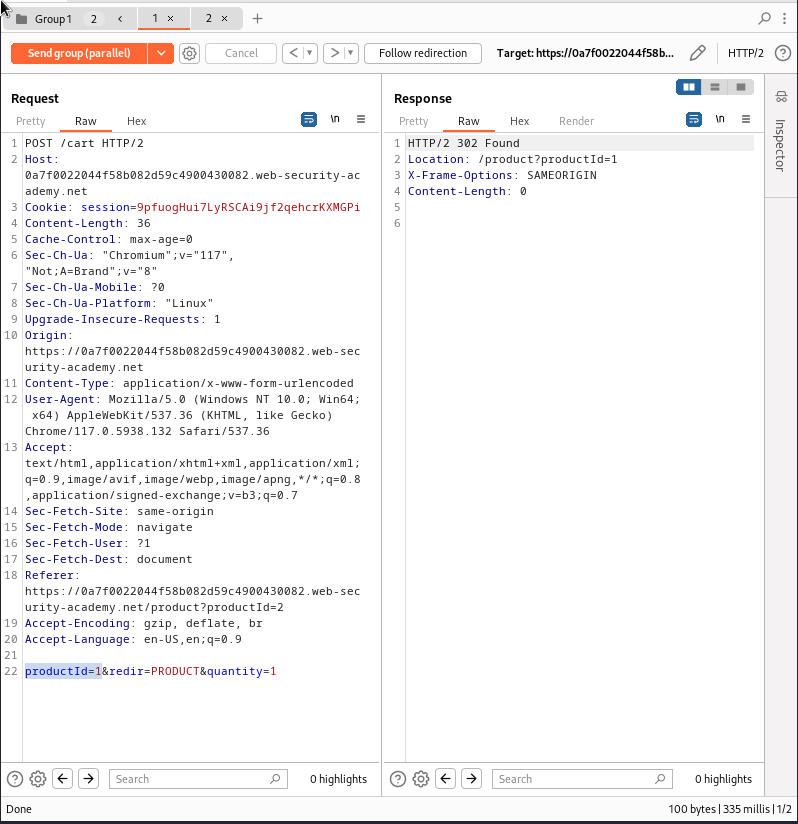 Group 1 2 1 × 2 ×
Send group (parallel) Cancel Follow redirection Target: https://0a7f0022044f58b... HTTP/2
Request
Pretty Raw Hex \n
1 POST /cart HTTP/2
2 Host:
0a7f0022044f58b082d59c4900430082.web-security-ac
ademy.net
3 Cookie: session=9pfuogHui7LyRSCAi9jf2qehcrKXMGPi
4 Content-Length: 36
5 Cache-Control: max-age=0
6 Sec-Ch-Ua: "Chromium";v="117",
"Not;A=Brand";v="8"
7 Sec-Ch-Ua-Mobile: ?0
8 Sec-Ch-Ua-Platform: "Linux"
9 Upgrade-Insecure-Requests: 1
10 Origin:
https://0a7f0022044f58b082d59c4900430082.web-sec
urity-academy.net
11 Content-Type: application/x-www-form-urlencoded
12 User-Agent: Mozilla/5.0 (Windows NT 10.0; Win64;
x64) AppleWebKit/537.36 (KHTML, like Gecko)
Chrome/117.0.5938.132 Safari/537.36
13 Accept:
text/html,application/xhtml+xml,application/xml;
q=0.9,image/avif,image/webp,image/apng,*/*;q=0.8
,application/signed-exchange;v=b3;q=0.7
14 Sec-Fetch-Site: same-origin
15 Sec-Fetch-Mode: navigate
16 Sec-Fetch-User: ?1
17 Sec-Fetch-Dest: document
18 Referer:
https://0a7f0022044f58b082d59c4900430082.web-sec
urity-academy.net/product?productId=2
19 Accept-Encoding: gzip, deflate, br
20 Accept-Language: en-US,en;q=0.9
21
22 productId=1&redir=PRODUCT&quantity=1
Search 0 highlights
Response
Pretty Raw Hex Render \n
1 HTTP/2 302 Found
2 Location: /product?productId=1
3 X-Frame-Options: SAMEORIGIN
4 Content-Length: 0
5
6
Search 0 highlights
Inspector
Done 100 bytes | 335 millis | 1/2